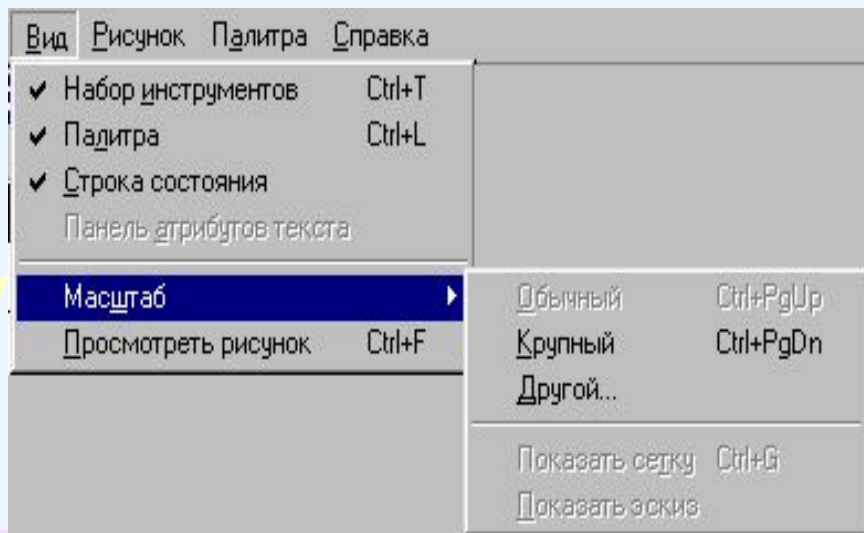 Вид Рисунок Палитра Справка
Набор инструментов Ctrl+T
Палитра Ctrl+L
Строка состояния
Панель атрибутов текста
Масштаб
Просмотреть рисунок Ctrl+F
Обычный Ctrl+PgUp
Крупный Ctrl+PgDn
Другой...
Показать сетку Ctrl+G
Показать эскиз